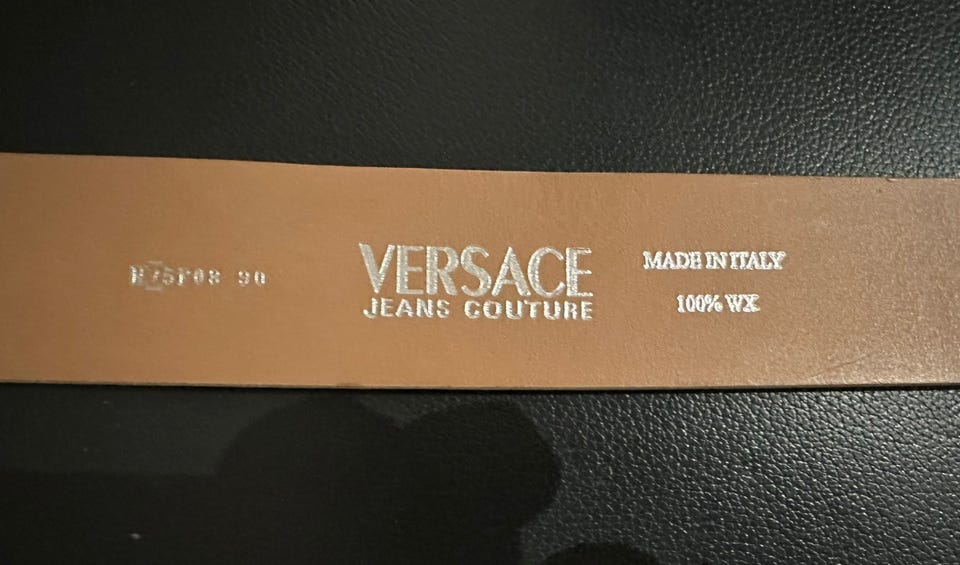 90
VERSACE
JEANS COUTURE
MADE IN ITALY
100% WX